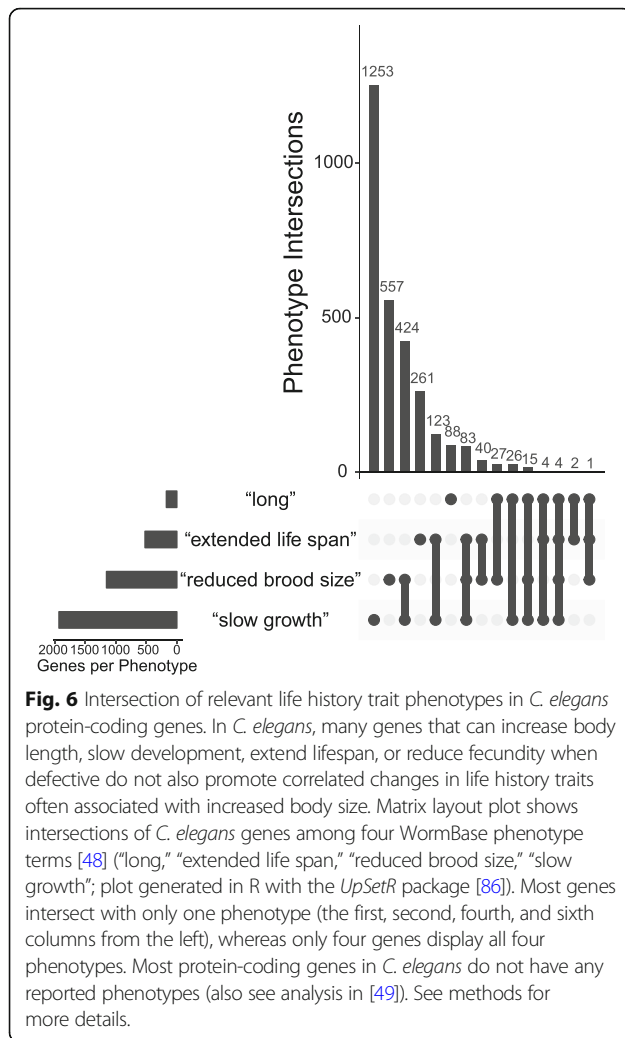 1253
Phenotype Intersections
1000
557
500
424
261
123
88
83
40
27
26
15
4
4
2
1
0
"long"
"extended life span"
"reduced brood size"
"slow growth"
2000 1500 1000 500 0
Genes per Phenotype
Fig. 6 Intersection of relevant life history trait phenotypes in C. elegans
protein-coding genes. In C. elegans, many genes that can increase body
length, slow development, extend lifespan, or reduce fecundity when
defective do not also promote correlated changes in life history traits
often associated with increased body size. Matrix layout plot shows
intersections of C. elegans genes among four WormBase phenotype
terms [48] ("long," "extended life span," "reduced brood size," "slow
growth"; plot generated in R with the UpSetR package [86]). Most genes
intersect with only one phenotype (the first, second, fourth, and sixth
columns from the left), whereas only four genes display all four
phenotypes. Most protein-coding genes in C. elegans do not have any
reported phenotypes (also see analysis in [49]). See methods for
more details.